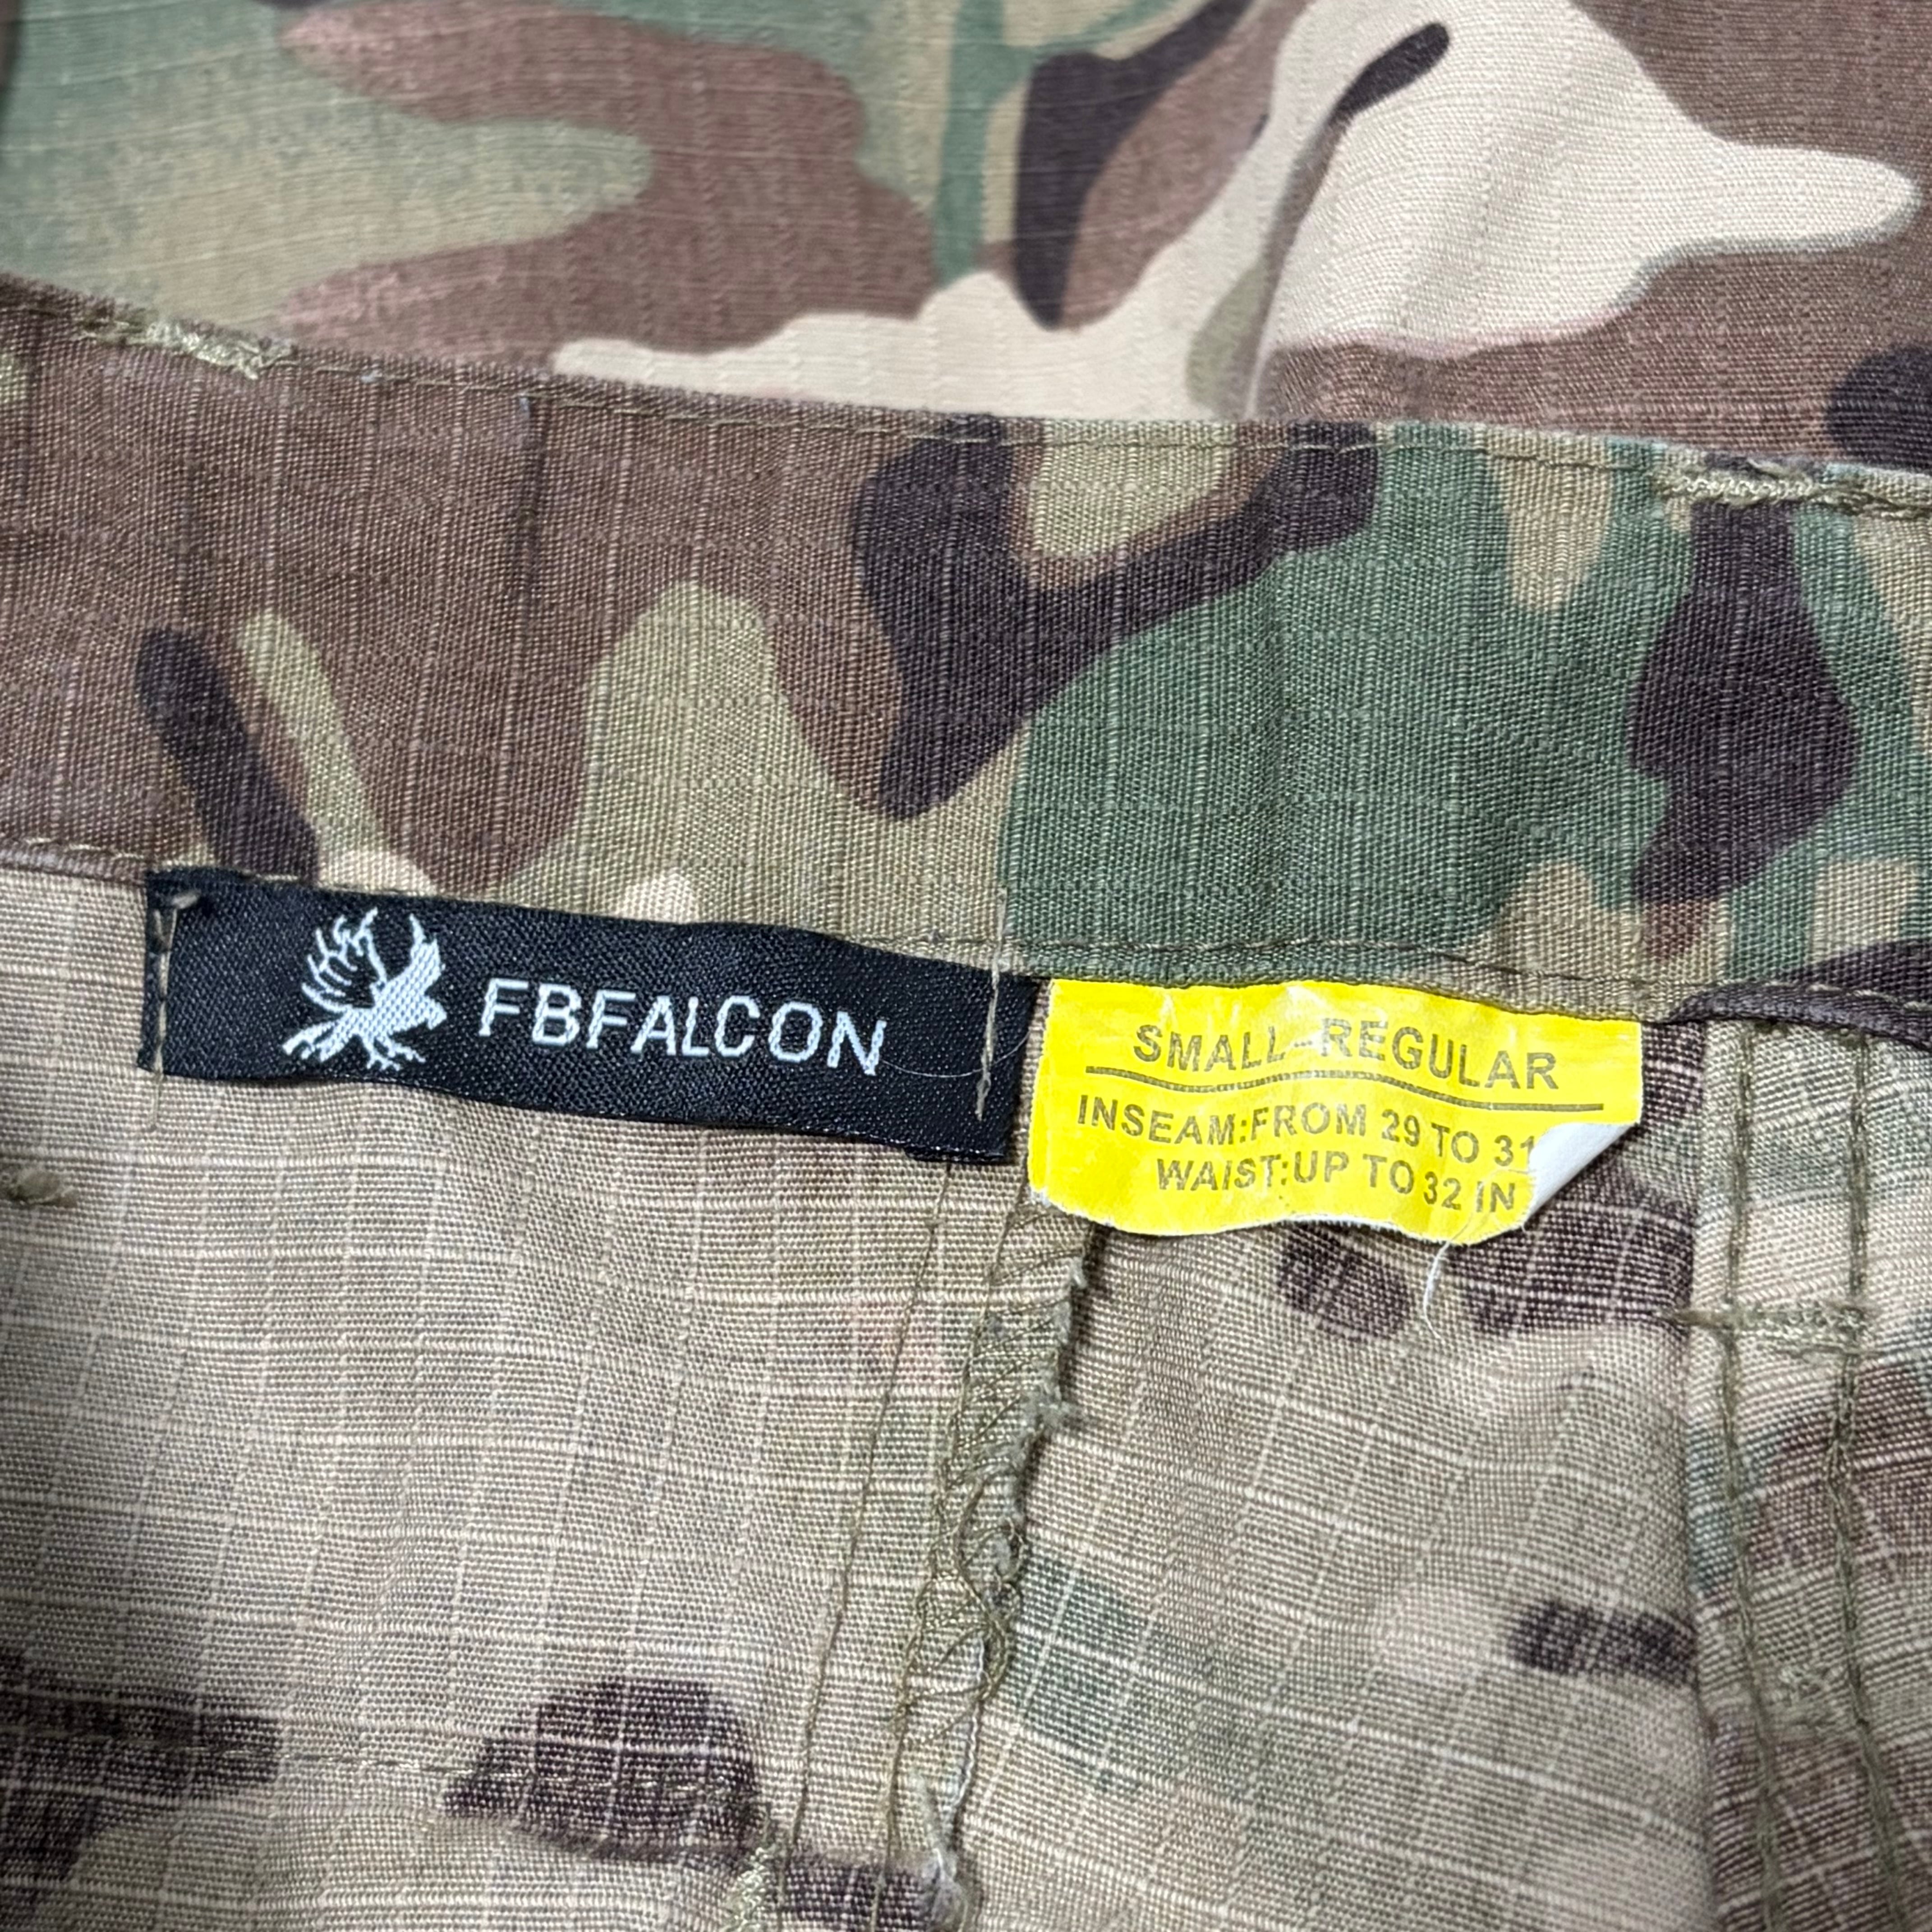 FBFALCON
SMALL-REGULAR
INSEAM:FROM 29 TO 31
WAIST:UP TO 32 IN